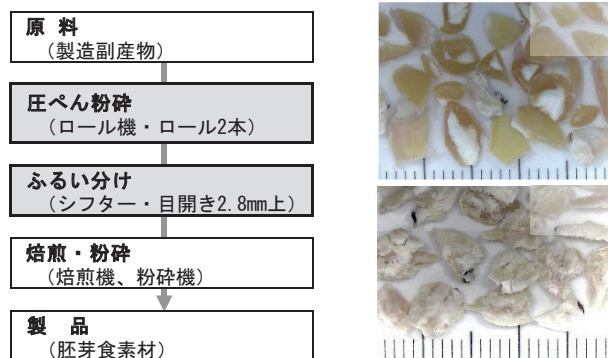 原 料
（製造副産物）
圧ぺん粉砕
（ロール機・ロール2本）
ふるい分け
（シフター・目開き2.8mm上）
焙煎・粉砕
（焙煎機、粉砕機）
製 品
（胚芽食素材）